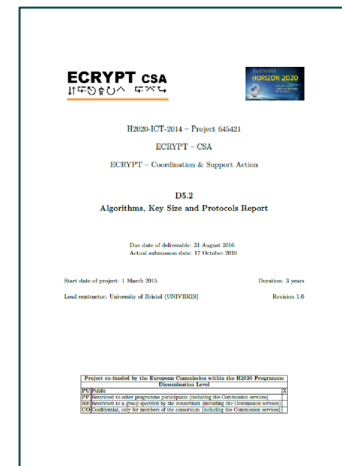 ECRYPT CSA
HORIZON 2020
H2020-ICT-2014 – Project 645421
ECRYPT – CSA
ECRYPT – Coordination & Support Action
D5.2
Algorithms, Key Size and Protocols Report
Due date of deliverable: 31 August 2016
Actual submission date: 17 October 2016
Start date of project: 1 March 2015 Duration: 3 years
Lead contractor: University of Bristol (UNIVBRIS) Revision 1.0
Project co-funded by the European Commission within the H2020 Programme
Dissemination Level
PU Public X
PP Restricted to other programme participants (including the Commission services)
RE Restricted to a group specified by the consortium (including the Commission services)
CO Confidential, only for members of the consortium (including the Commission services)